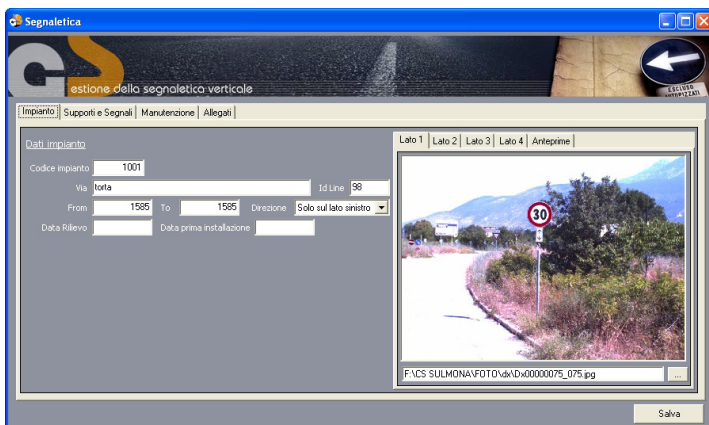 Segnaletica
GS
estione della segnaletica verticale
ESCLUSO
AUTORIZZATI
Impianto Supporti e Segnali Manutenzione Allegati
Dati impianto
Codice impianto 1001
Via torta Id Line 98
From 1585 To 1585 Direzione Solo sul lato sinistro
Data Rilievo Data prima installazione
Lato 1 Lato 2 Lato 3 Lato 4 Anteprime
30
F:\CS SULMONA\FOTO\dx\Dx00000075_075.jpg ...
Salva